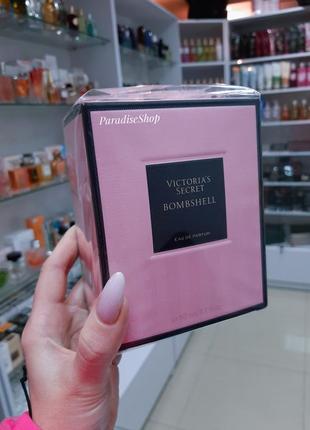 ParadiseShop
VICTORIA'S
SECRET
BOMBSHELL
EAU DE PARFUM